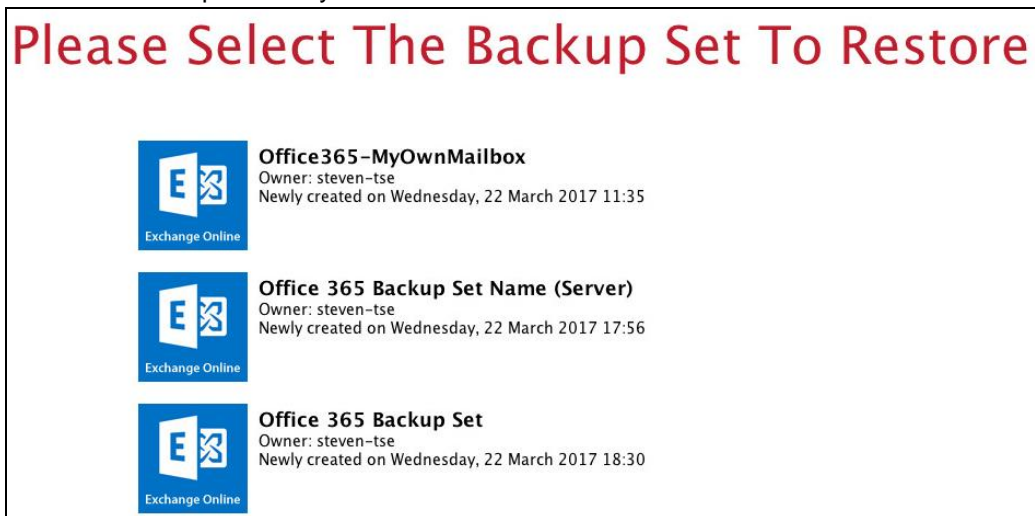 Please Select The Backup Set To Restore
E
Exchange Online
Office365-MyOwnMailbox
Owner: steven-tse
Newly created on Wednesday, 22 March 2017 11:35
E
Exchange Online
Office 365 Backup Set Name (Server)
Owner: steven-tse
Newly created on Wednesday, 22 March 2017 17:56
E
Exchange Online
Office 365 Backup Set
Owner: steven-tse
Newly created on Wednesday, 22 March 2017 18:30